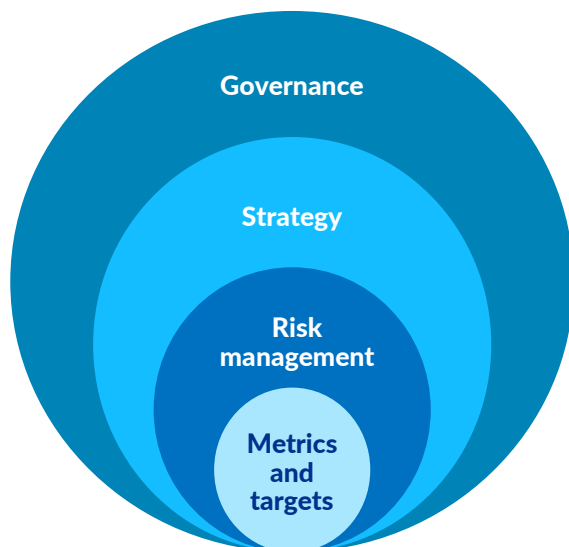 Governance
Strategy
Risk
management
Metrics
and
targets